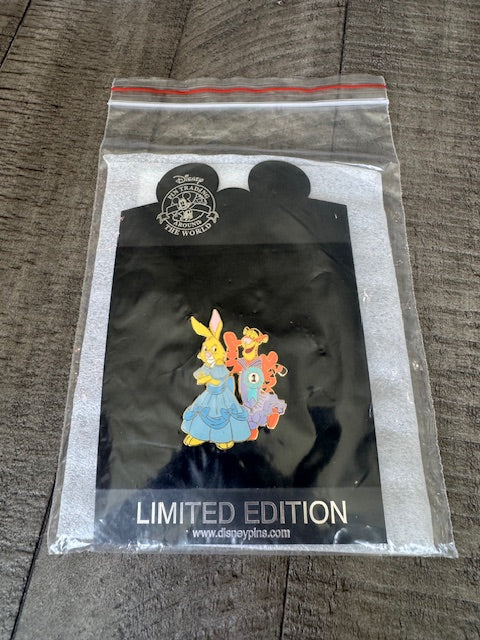 Disney
PIN TRADING
AROUND
THE WORLD
LIMITED EDITION
www.disneypins.com